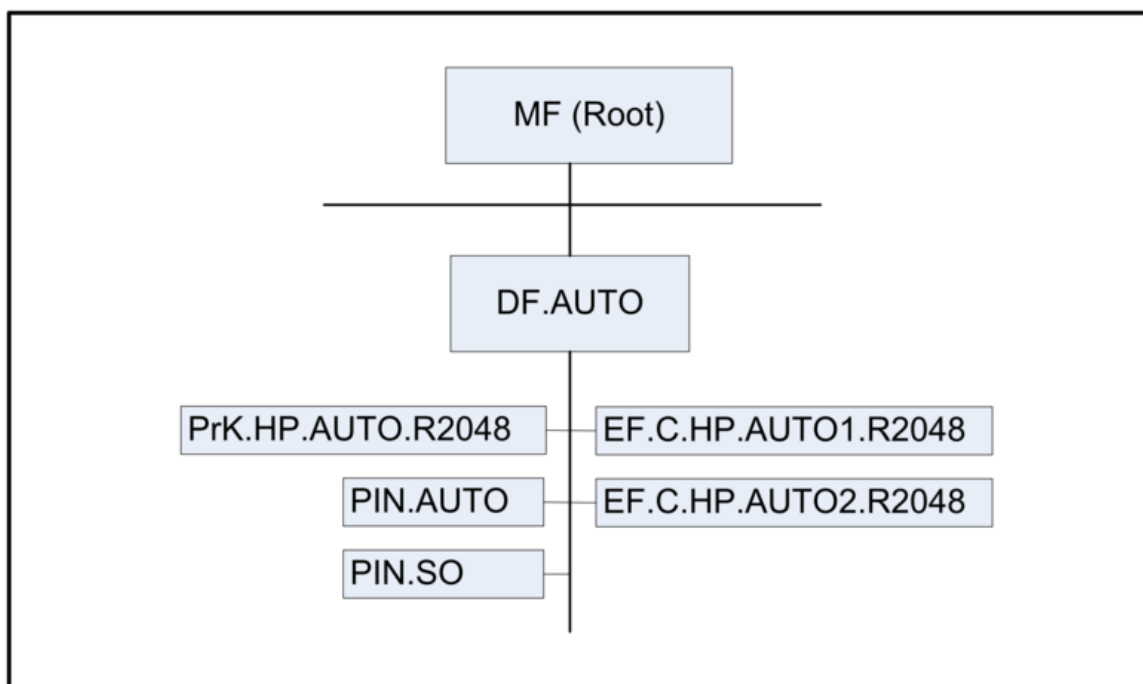 MF (Root)
DF.AUTO
PrK.HP.AUTO.R2048
EF.C.HP.AUTO1.R2048
PIN.AUTO
EF.C.HP.AUTO2.R2048
PIN.SO